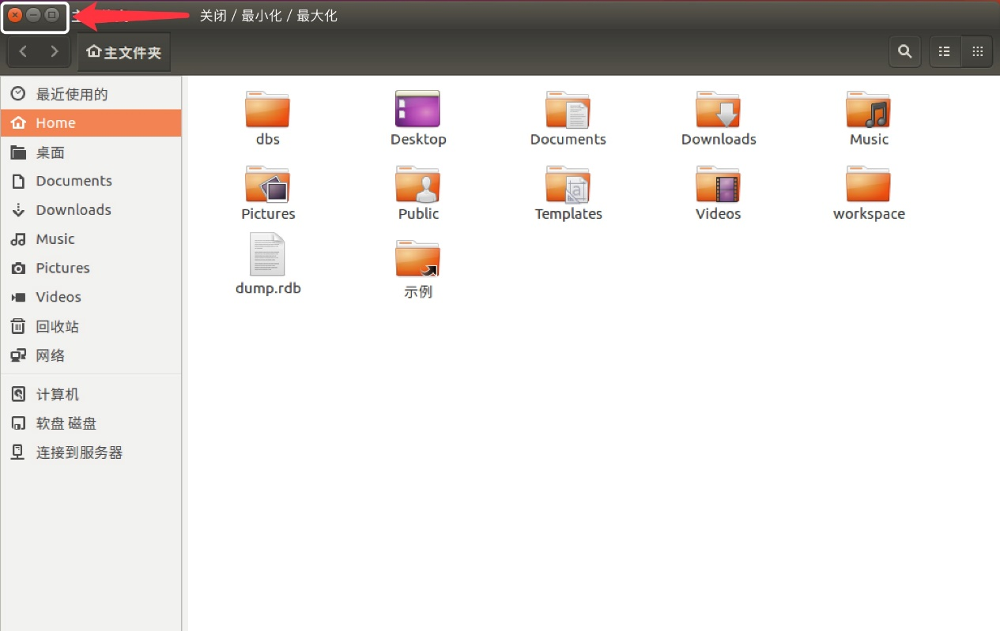 关闭 / 最小化 / 最大化
主文件夹
最近使用的
Home
桌面
Documents
Downloads
Music
Pictures
Videos
回收站
网络
计算机
软盘 磁盘
连接到服务器
dbs
Desktop
Documents
Downloads
Music
Pictures
Public
Templates
Videos
workspace
dump.rdb
示例